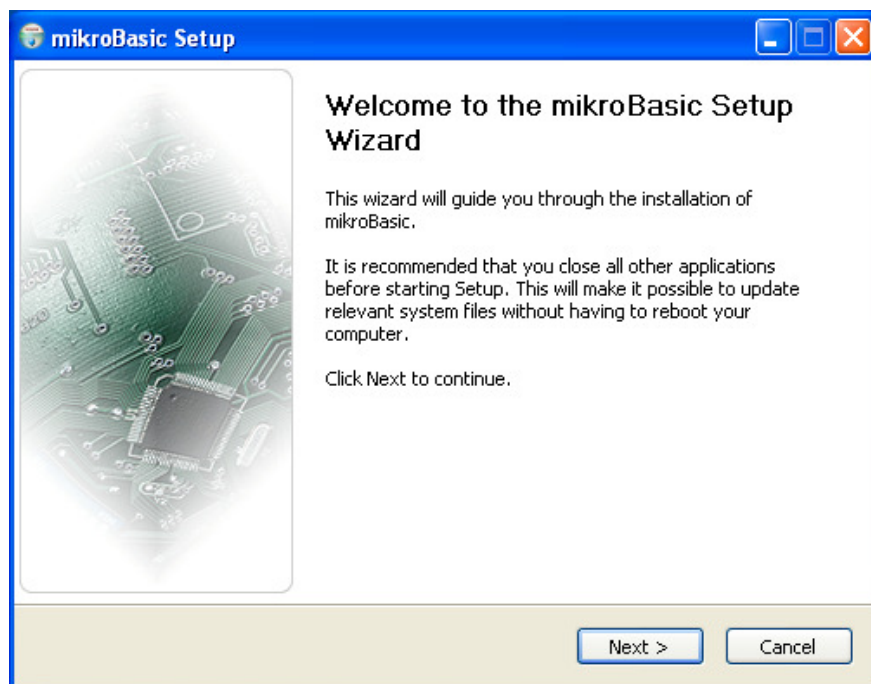 mikroBasic Setup
Welcome to the mikroBasic Setup
Wizard
This wizard will guide you through the installation of
mikroBasic.
It is recommended that you close all other applications
before starting Setup. This will make it possible to update
relevant system files without having to reboot your
computer.
Click Next to continue.
Next >
Cancel